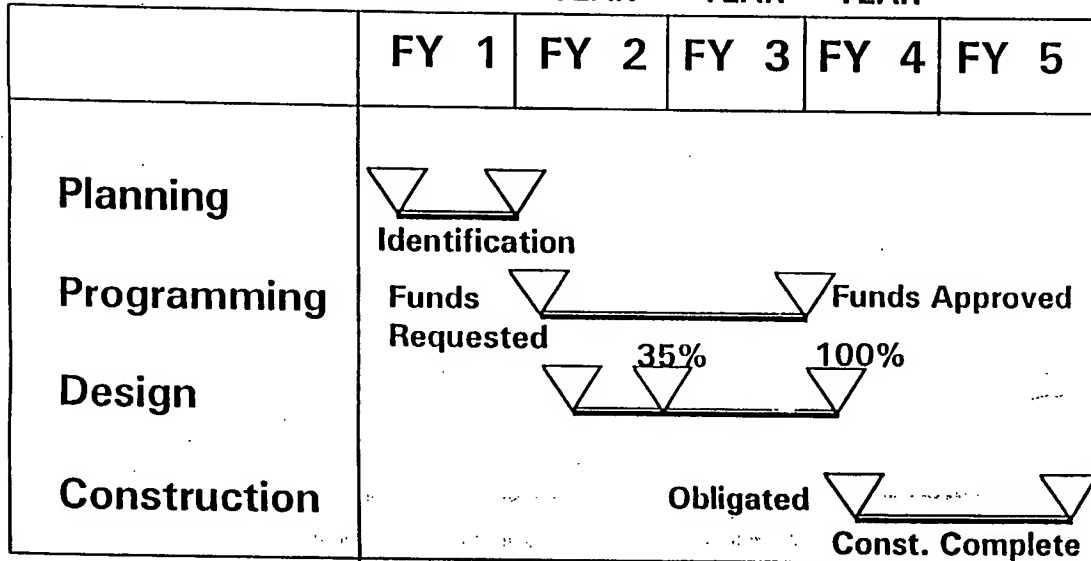 FY 1 FY 2 FY 3 FY 4 FY 5
Planning
Identification
Programming
Funds Requested
Funds Approved
35%
100%
Design
Construction
Obligated
Const. Complete